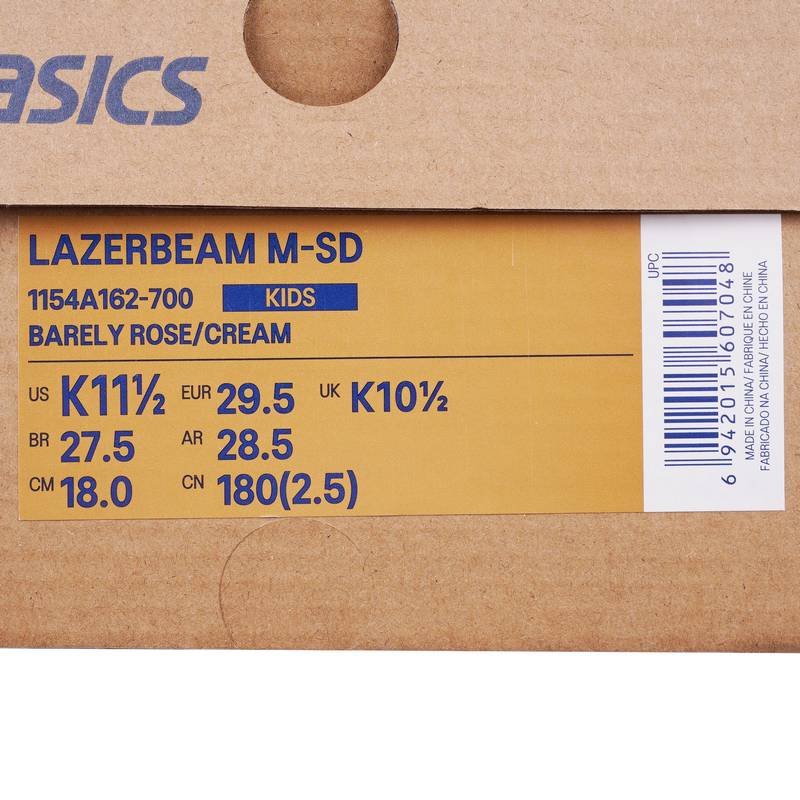 asics
LAZERBEAM M-SD
1154A162-700 KIDS
BARELY ROSE/CREAM
US K11½ EUR 29.5 UK K10½
BR 27.5 AR 28.5
CM 18.0 CN 180(2.5)
UPC
6 942015 607048
MADE IN CHINA/ FABRIQUE EN CHINE
FABRICADO NA CHINA/ HECHO EN CHINA